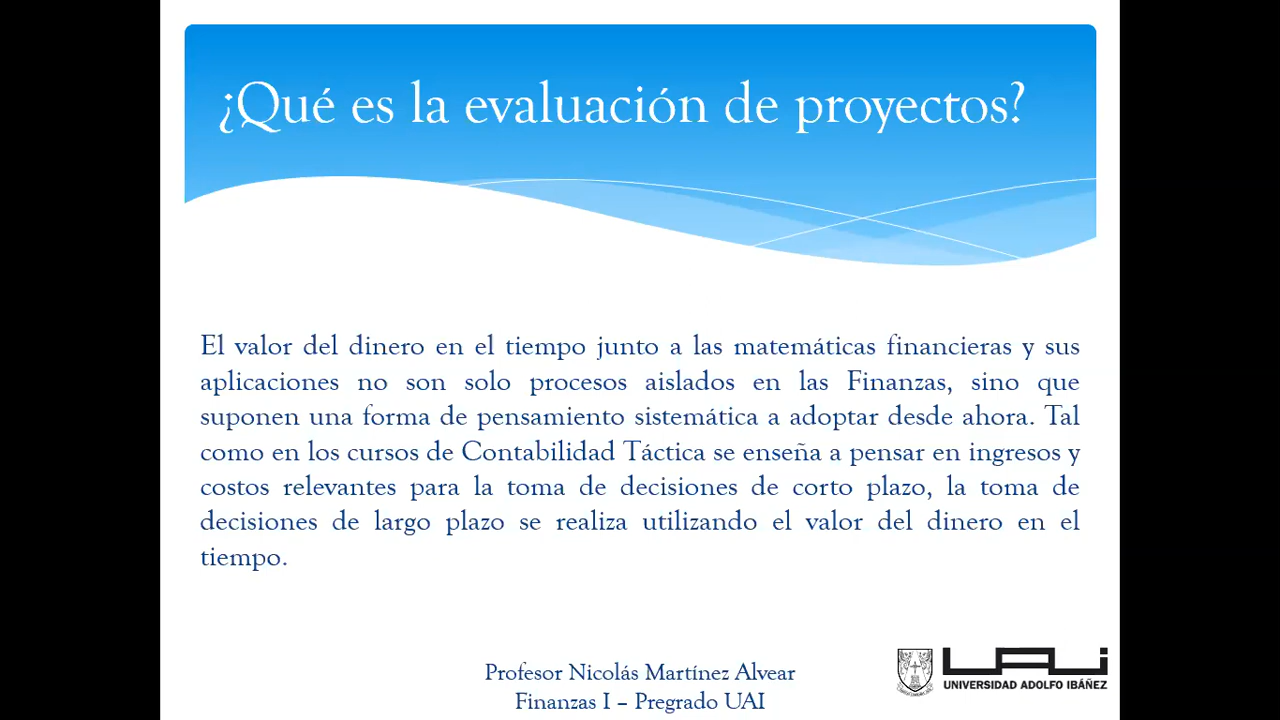 ¿Qué es la evaluación de proyectos?
El valor del dinero en el tiempo junto a las matemáticas financieras y sus
aplicaciones no son solo procesos aislados en las Finanzas, sino que
suponen una forma de pensamiento sistemática a adoptar desde ahora. Tal
como en los cursos de Contabilidad Táctica se enseña a pensar en ingresos y
costos relevantes para la toma de decisiones de corto plazo, la toma de
decisiones de largo plazo se realiza utilizando el valor del dinero en el
tiempo.
Profesor Nicolás Martínez Alvear
Finanzas I – Pregrado UAI
UAi
UNIVERSIDAD ADOLFO IBÁÑEZ